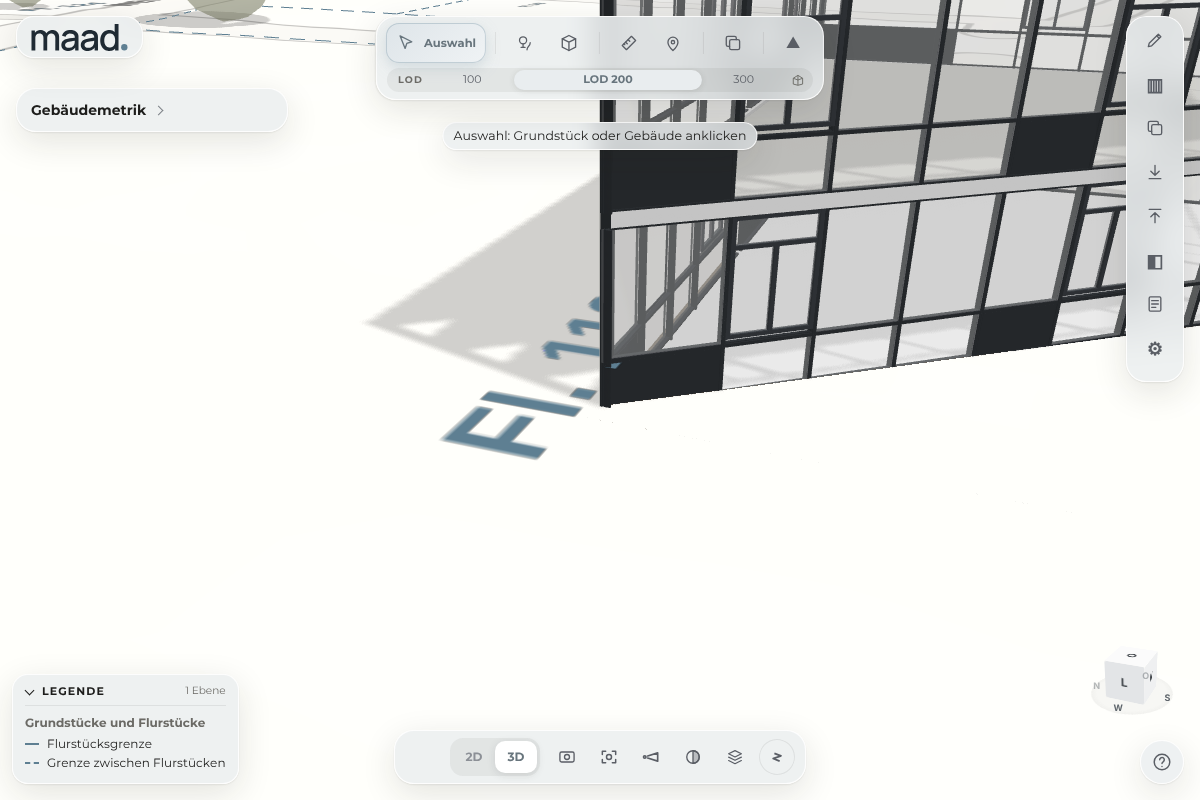 maad.
Auswahl
LOD
100
LOD 200
300
Gebäudemetrik
Auswahl: Grundstück oder Gebäude anklicken
Fl.
LEGENDE
1 Ebene
Grundstücke und Flurstücke
Flurstücksgrenze
Grenze zwischen Flurstücken
2D
3D
N
L
W
S